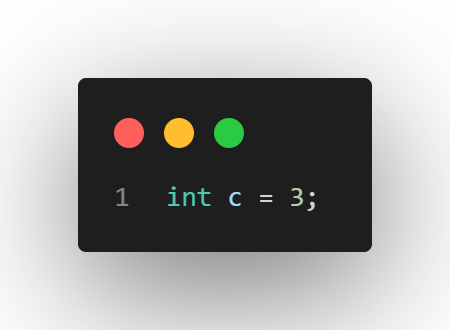 1 int c = 3;